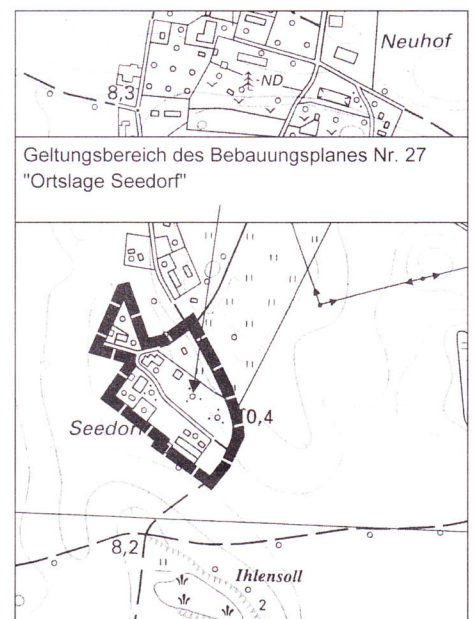 Neuhof
ND
8,3
Geltungsbereich des Bebauungsplanes Nr. 27
"Ortslage Seedorf"
0,4
Seedorf
8,2
Ihlensoll
2